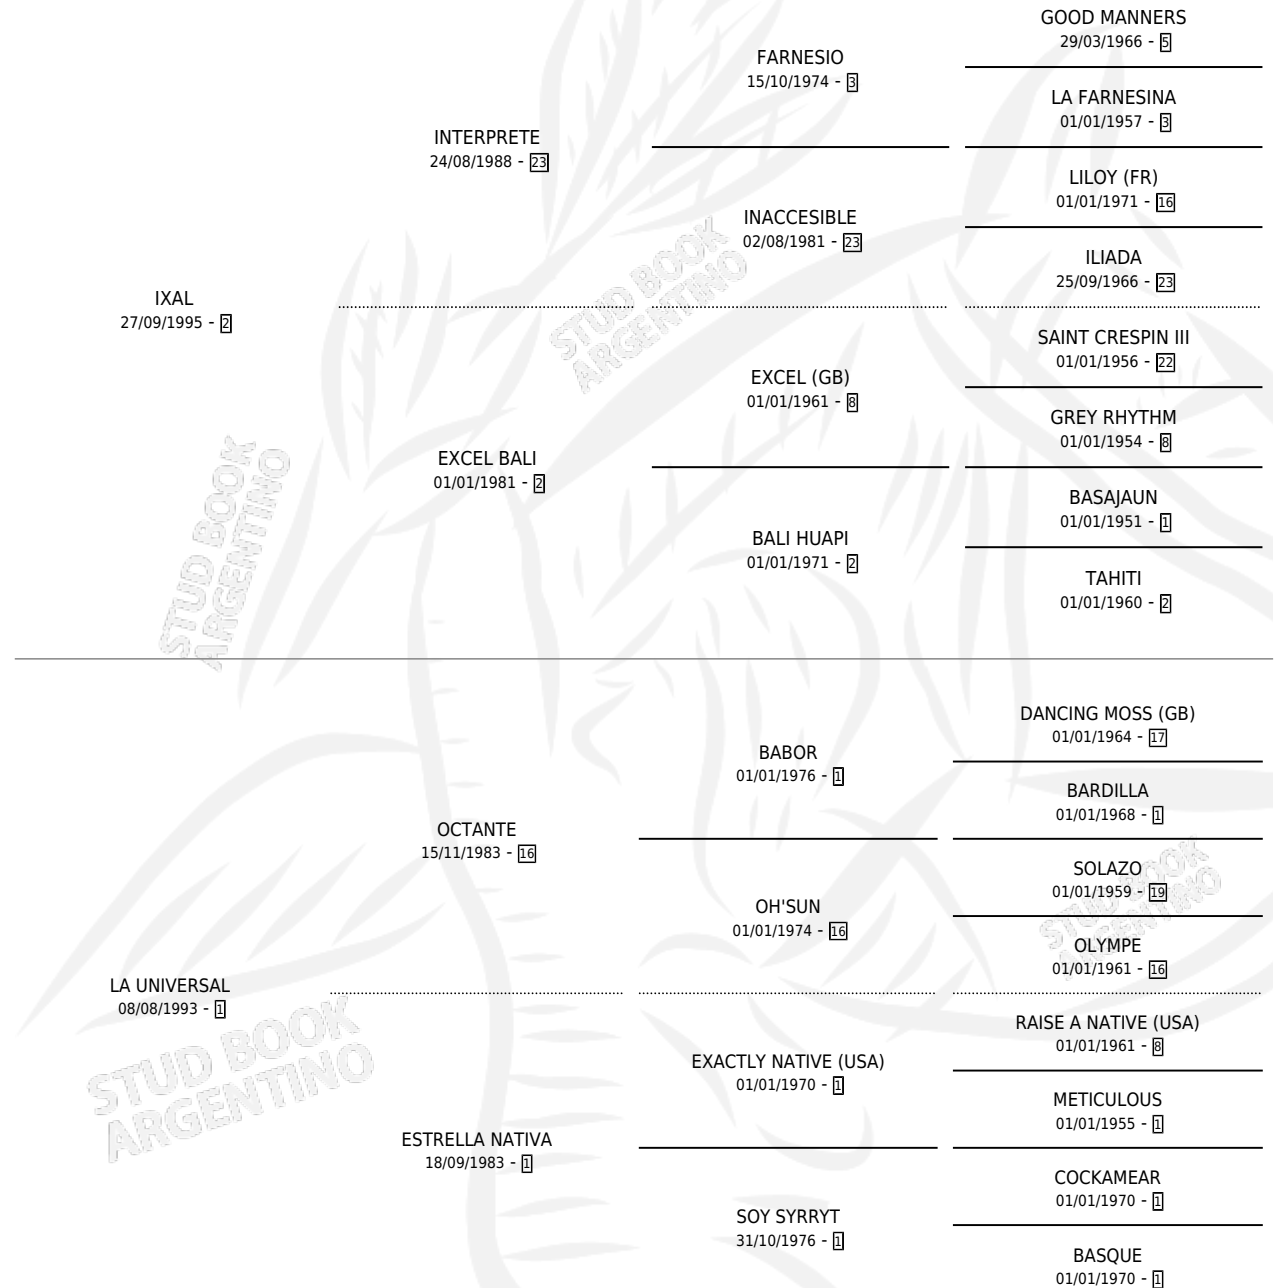 GOOD MANNERS
29/03/1966 - 5
FARNESIO
15/10/1974 - 3
LA FARNESINA
01/01/1957 - 3
INTERPRETE
24/08/1988 - 23
LILOY (FR)
01/01/1971 - 16
INACCESIBLE
02/08/1981 - 23
ILIADA
25/09/1966 - 23
IXAL
27/09/1995 - 2
SAINT CRESPIN III
01/01/1956 - 22
EXCEL (GB)
01/01/1961 - 8
GREY RHYTHM
01/01/1954 - 8
EXCEL BALI
01/01/1981 - 2
BASAJAUN
01/01/1951 - 1
BALI HUAPI
01/01/1971 - 2
TAHITI
01/01/1960 - 2
DANCING MOSS (GB)
01/01/1964 - 17
BABOR
01/01/1976 - 1
BARDILLA
01/01/1968 - 1
OCTANTE
15/11/1983 - 16
SOLAZO
01/01/1959 - 19
OH'SUN
01/01/1974 - 16
OLYMPE
01/01/1961 - 16
LA UNIVERSAL
08/08/1993 - 1
RAISE A NATIVE (USA)
01/01/1961 - 8
EXACTLY NATIVE (USA)
01/01/1970 - 1
METICULOUS
01/01/1955 - 1
ESTRELLA NATIVA
18/09/1983 - 1
COCKAMEAR
01/01/1970 - 1
SOY SYRRYT
31/10/1976 - 1
BASQUE
01/01/1970 - 1
STUD BOOK
ARGENTINO
STUD BOOK
ARGENTINO
STUD BOOK
ARGENTINO
STUD BOOK
ARGENTINO